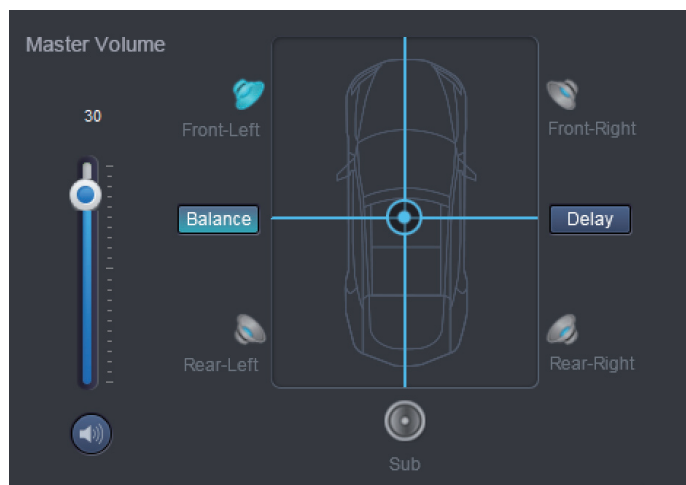 Master Volume
30
Front-Left
Front-Right
Balance
Delay
Rear-Left
Rear-Right
Sub